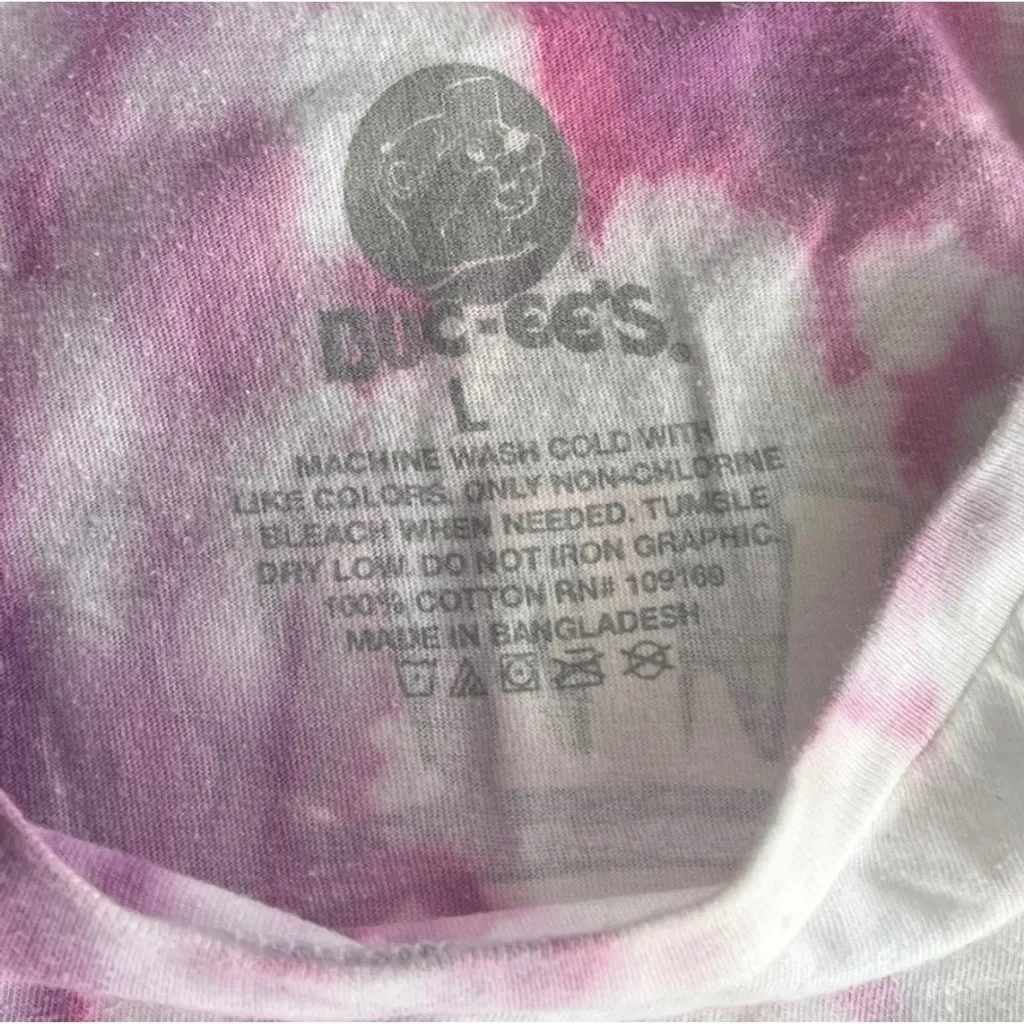 BUC-EE'S.
L
MACHINE WASH COLD WITH
LIKE COLORS. ONLY NON-CHLORINE
BLEACH WHEN NEEDED. TUMBLE
DRY LOW. DO NOT IRON GRAPHIC.
100% COTTON RN# 109169
MADE IN BANGLADESH